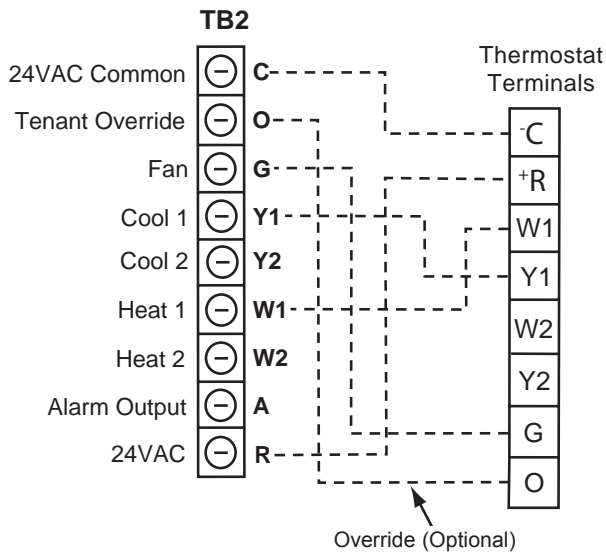 TB2
24VAC Common C
Tenant Override O
Fan G
Cool 1 Y1
Cool 2 Y2
Heat 1 W1
Heat 2 W2
Alarm Output A
24VAC R
Thermostat
Terminals
-C
+R
W1
Y1
W2
Y2
G
O
Override (Optional)